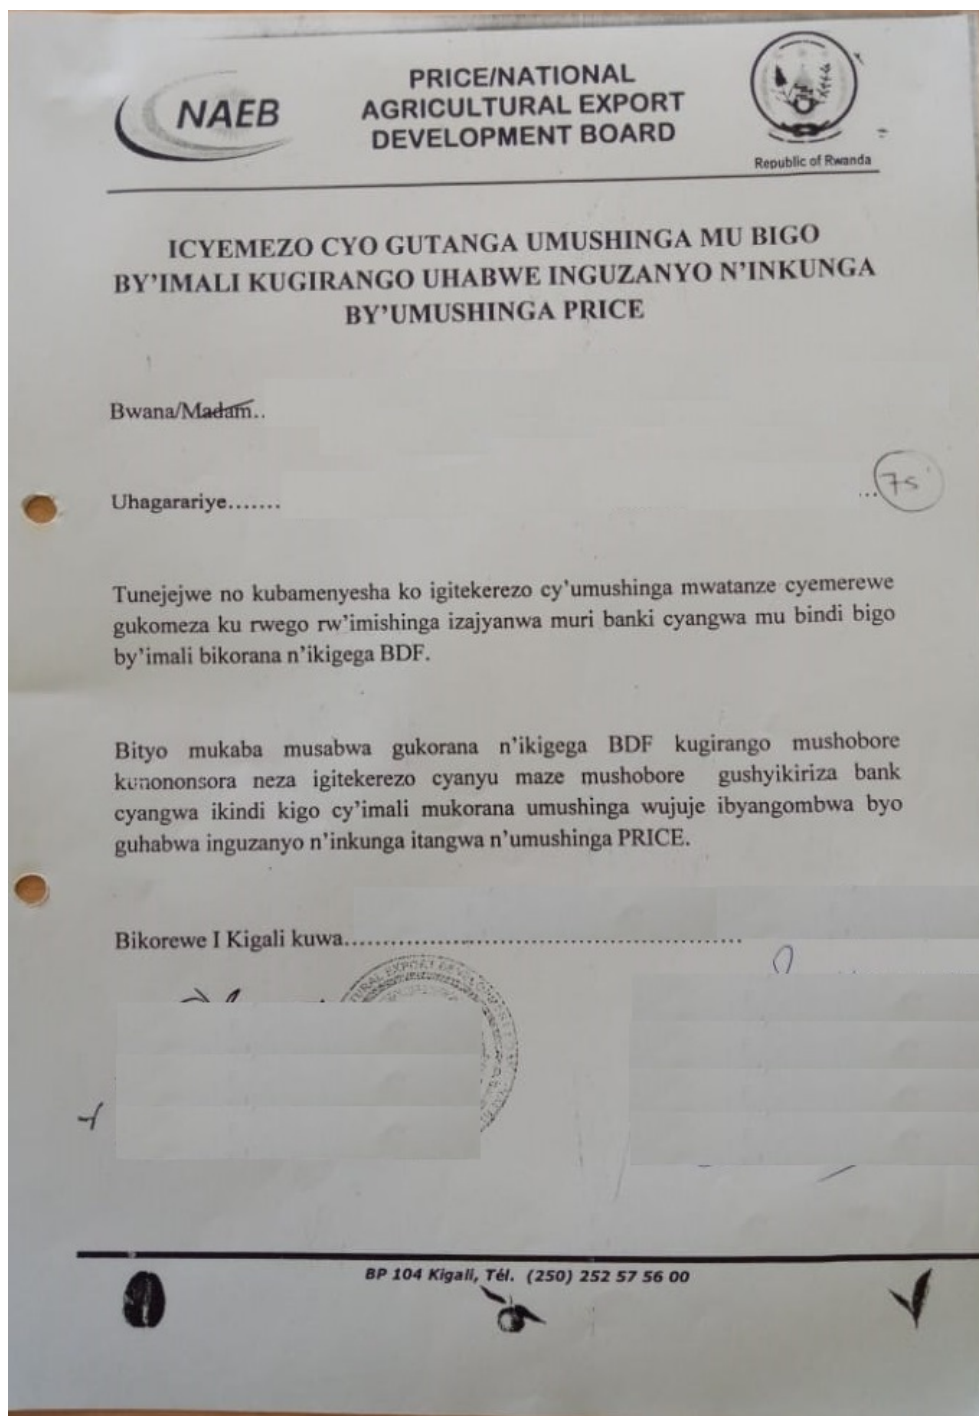 NAEB
PRICE/NATIONAL
AGRICULTURAL EXPORT
DEVELOPMENT BOARD
Republic of Rwanda
ICYEMEZO CYO GUTANGA UMUSHINGA MU BIGO
BY’IMALI KUGIRANGO UHABWE INGUZANYO N’INKUNGA
BY’UMUSHINGA PRICE
Bwana/Madam..
Uhagarariye....... ...
75
Tunejejwe no kubamenyesha ko igitekerezo cy’umushinga mwatanze cyemerewe
gukomeza ku rwego rw’imishinga izajyanwa muri banki cyangwa mu bindi bigo
by’imali bikorana n’ikigega BDF.
Bityo mukaba musabwa gukorana n’ikigega BDF kugirango mushobore
kunononsora neza igitekerezo cyanyu maze mushobore gushyikiriza bank
cyangwa ikindi kigo cy’imali mukorana umushinga wujuje ibyangombwa byo
guhabwa inguzanyo n’inkunga itangwa n’umushinga PRICE.
Bikorewe I Kigali kuwa..............................................................
EXPORT
BP 104 Kigali, Tél. (250) 252 57 56 00